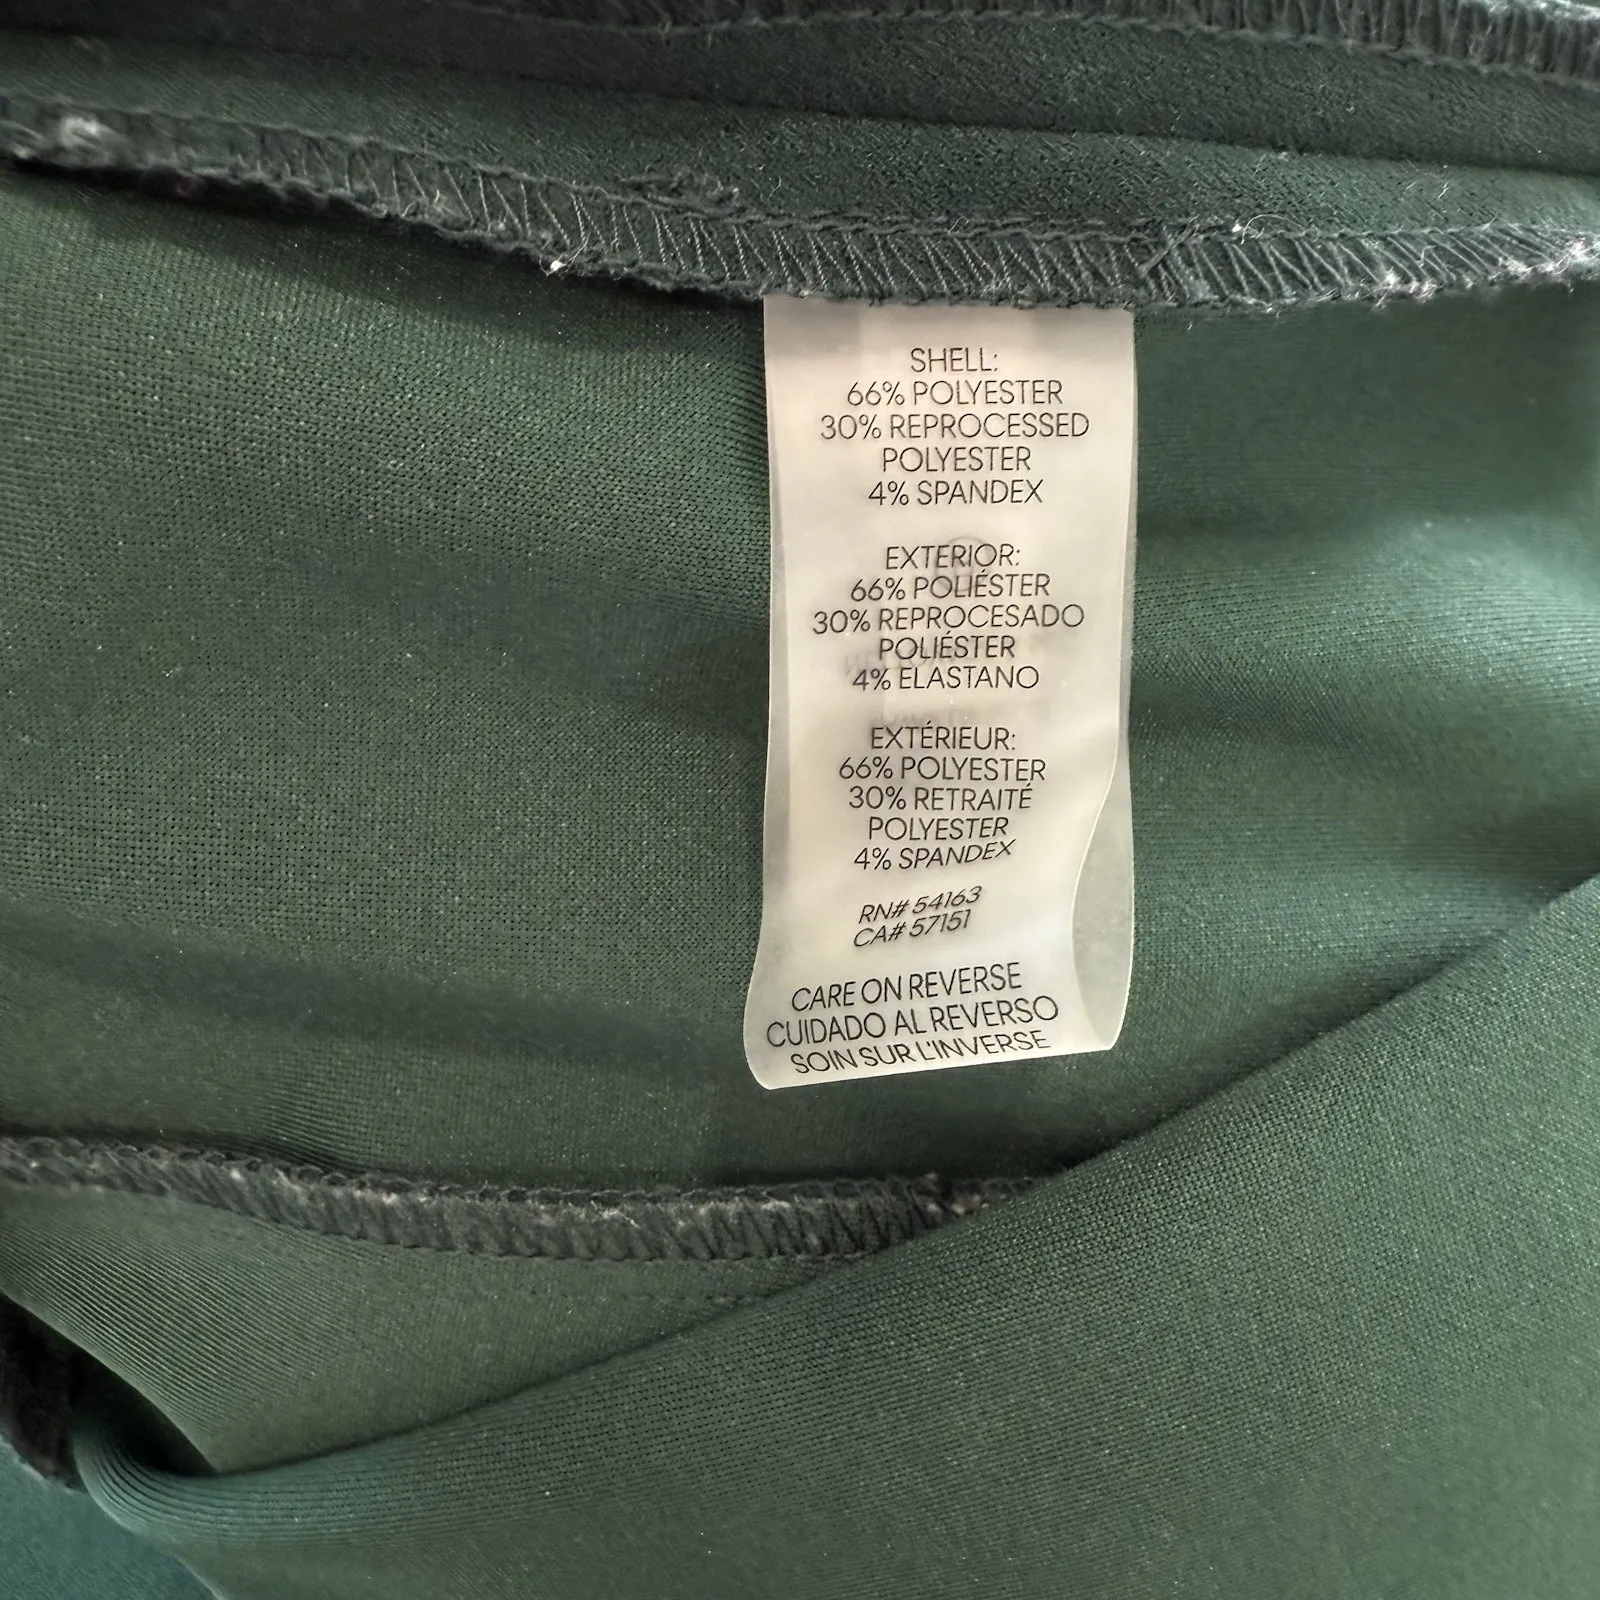 SHELL:
66% POLYESTER
30% REPROCESSED
POLYESTER
4% SPANDEX
EXTERIOR:
66% POLIÉSTER
30% REPROCESADO
POLIÉSTER
4% ELASTANO
EXTÉRIEUR:
66% POLYESTER
30% RETRAITÉ
POLYESTER
4% SPANDEX
RN# 54163
CA# 57151
CARE ON REVERSE
CUIDADO AL REVERSO
SOIN SUR L'INVERSE